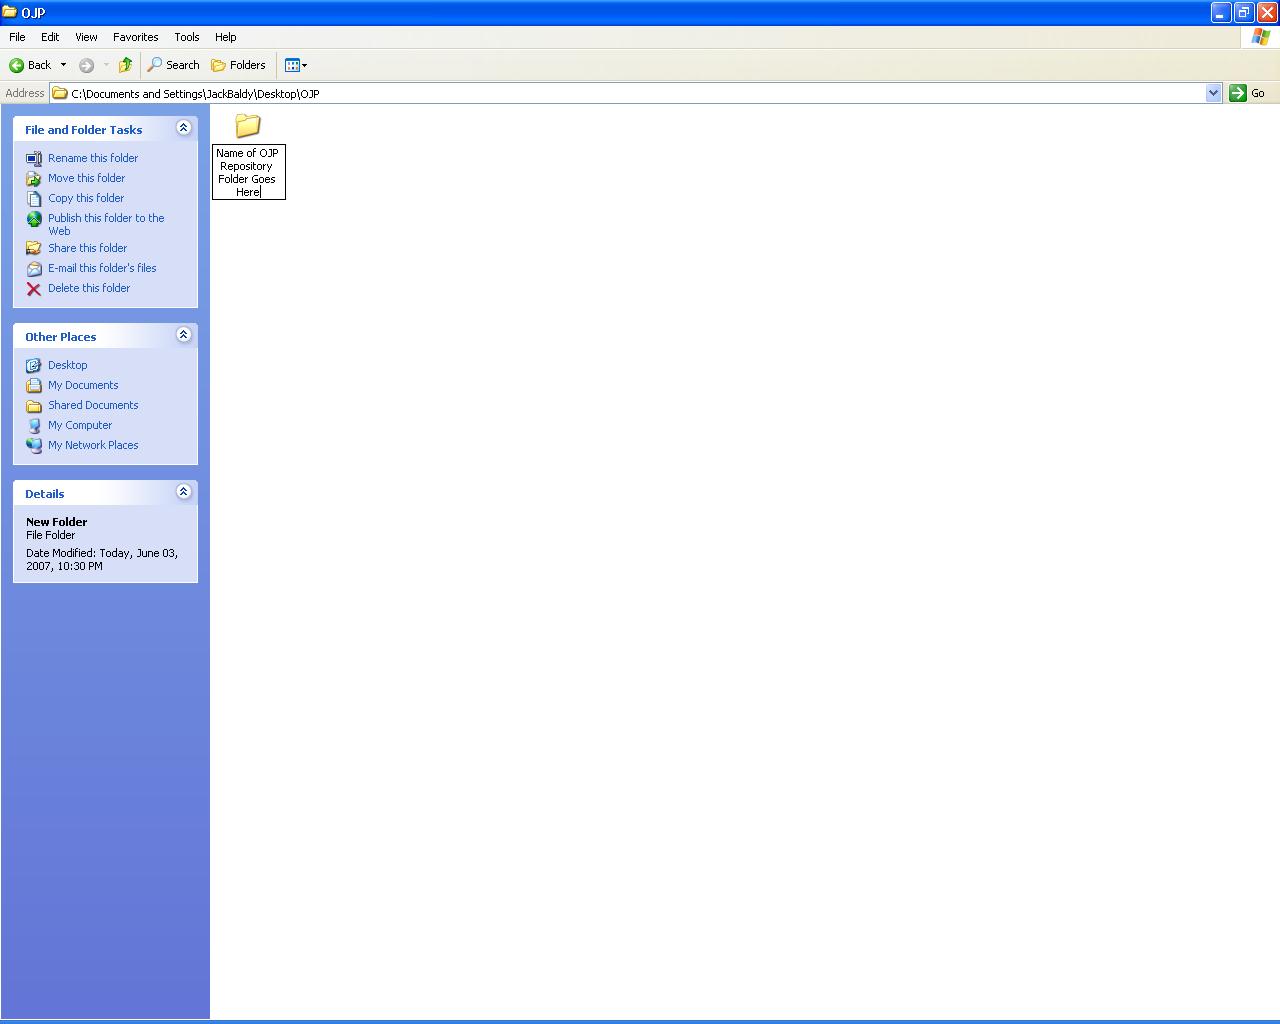 OJP
File Edit View Favorites Tools Help
Back Search Folders
Address C:\Documents and Settings\JackBaldy\Desktop\OJP Go
File and Folder Tasks
Rename this folder
Move this folder
Copy this folder
Publish this folder to the
Web
Share this folder
E-mail this folder's files
Delete this folder
Other Places
Desktop
My Documents
Shared Documents
My Computer
My Network Places
Details
New Folder
File Folder
Date Modified: Today, June 03,
2007, 10:30 PM
Name of OJP
Repository
Folder Goes
Here